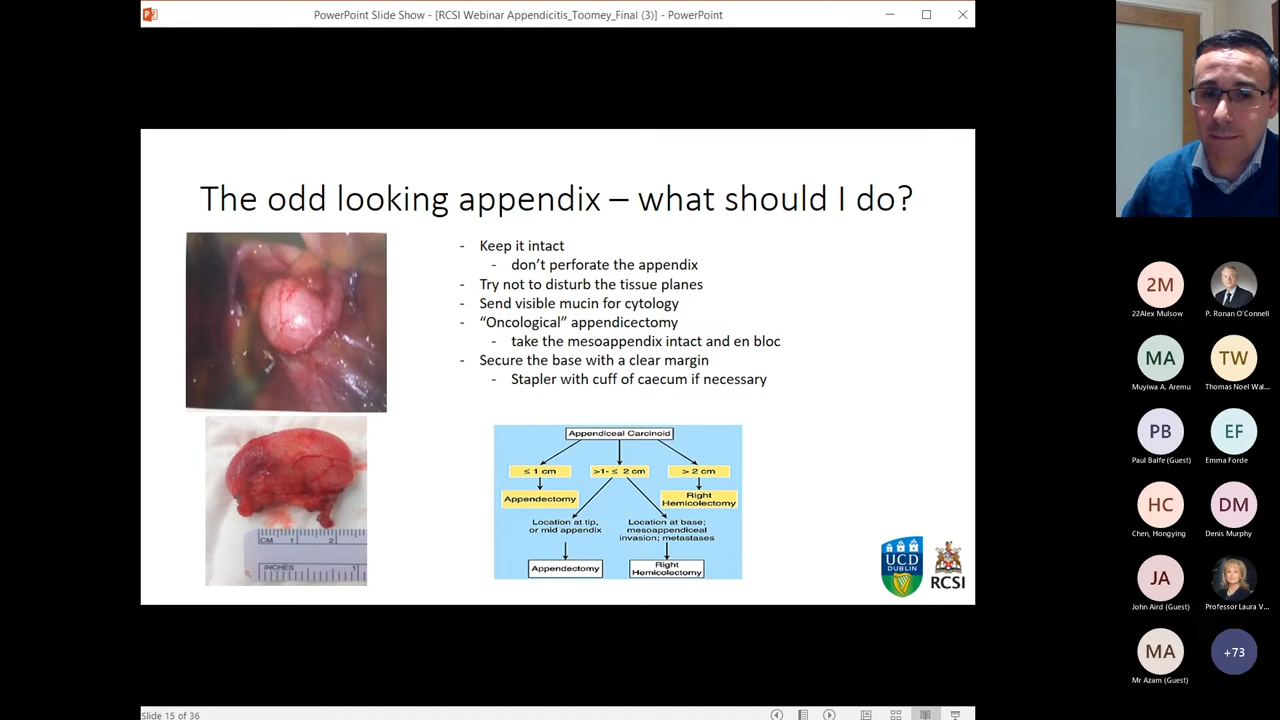 PowerPoint Slide Show - [RCSI Webinar Appendicitis_Toomey_Final (3)] - PowerPoint
The odd looking appendix – what should I do?
- Keep it intact
- don't perforate the appendix
- Try not to disturb the tissue planes
- Send visible mucin for cytology
- "Oncological" appendicectomy
- take the mesoappendix intact and en bloc
- Secure the base with a clear margin
- Stapler with cuff of caecum if necessary
CM 1 2
INCHES 1
Appendiceal Carcinoid
≤ 1 cm
>1- ≤ 2 cm
> 2 cm
Appendectomy
Right
Hemicolectomy
Location at tip,
or mid appendix
Location at base;
mesoappendiceal
invasion; metastases
Appendectomy
Right
Hemicolectomy
UCD
DUBLIN
RCSI
Slide 15 of 36
2M
22Alex Mulsow
P. Ronan O'Connell
MA
Muyiwa A. Aremu
TW
Thomas Noel Wal...
PB
Paul Balfe (Guest)
EF
Emma Forde
HC
Chen, Hongying
DM
Denis Murphy
JA
John Aird (Guest)
Professor Laura V...
MA
Mr Azam (Guest)
+73